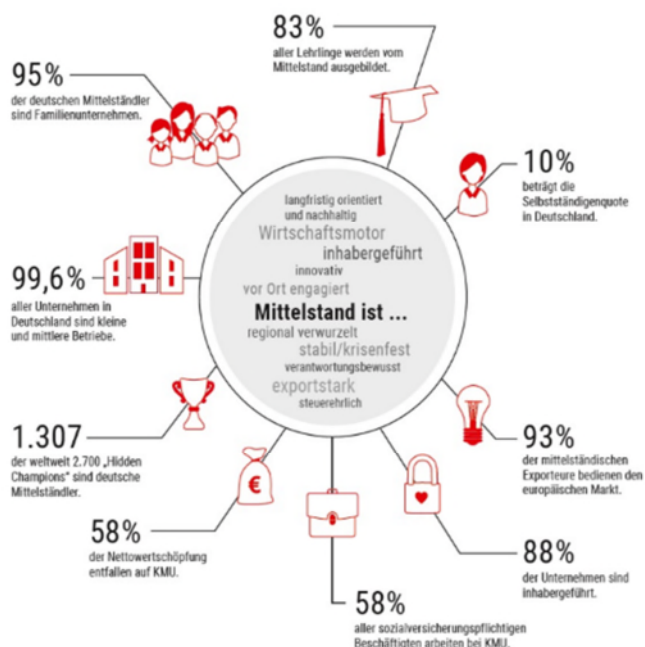 83%
aller Lehrlinge werden vom
Mittelstand ausgebildet.
95%
der deutschen Mittelständler
sind Familienunternehmen.
10%
beträgt die
Selbstständigenquote
in Deutschland.
langfristig orientiert
und nachhaltig
Wirtschaftsmotor
inhabergeführt
innovativ
vor Ort engagiert
Mittelstand ist ...
regional verwurzelt
stabil/krisenfest
verantwortungsbewusst
exportstark
steuerehrlich
99,6%
aller Unternehmen in
Deutschland sind kleine
und mittlere Betriebe.
1.307
der weltweit 2.700 „Hidden
Champions“ sind deutsche
Mittelständler.
€
93%
der mittelständischen
Exporteure bedienen den
europäischen Markt.
58%
der Nettowertschöpfung
entfallen auf KMU.
88%
der Unternehmen sind
inhabergeführt.
58%
aller sozialversicherungspflichtigen
Beschäftigten arbeiten bei KMU.